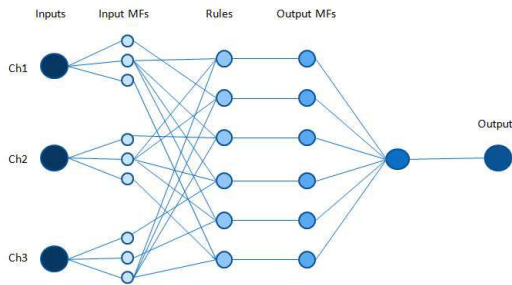 Inputs Input MFs Rules Output MFs
Ch1
Output
Ch2
Ch3